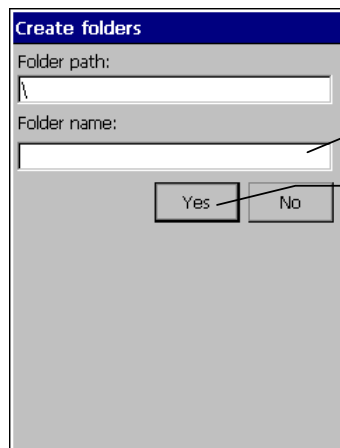 Create folders
Folder path:
\
Folder name:
Yes No